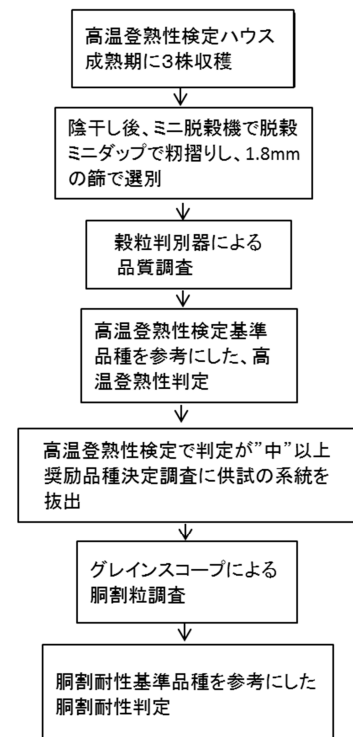 高温登熟性検定ハウス
成熟期に３株収穫
陰干し後、ミニ脱穀機で脱穀
ミニダップで籾摺りし、1.8mm
の篩で選別
穀粒判別器による
品質調査
高温登熟性検定基準
品種を参考にした、高
温登熟性判定
高温登熟性検定で判定が”中”以上
奨励品種決定調査に供試の系統を
抜出
グレインスコープによる
胴割粒調査
胴割耐性基準品種を参考にした
胴割耐性判定